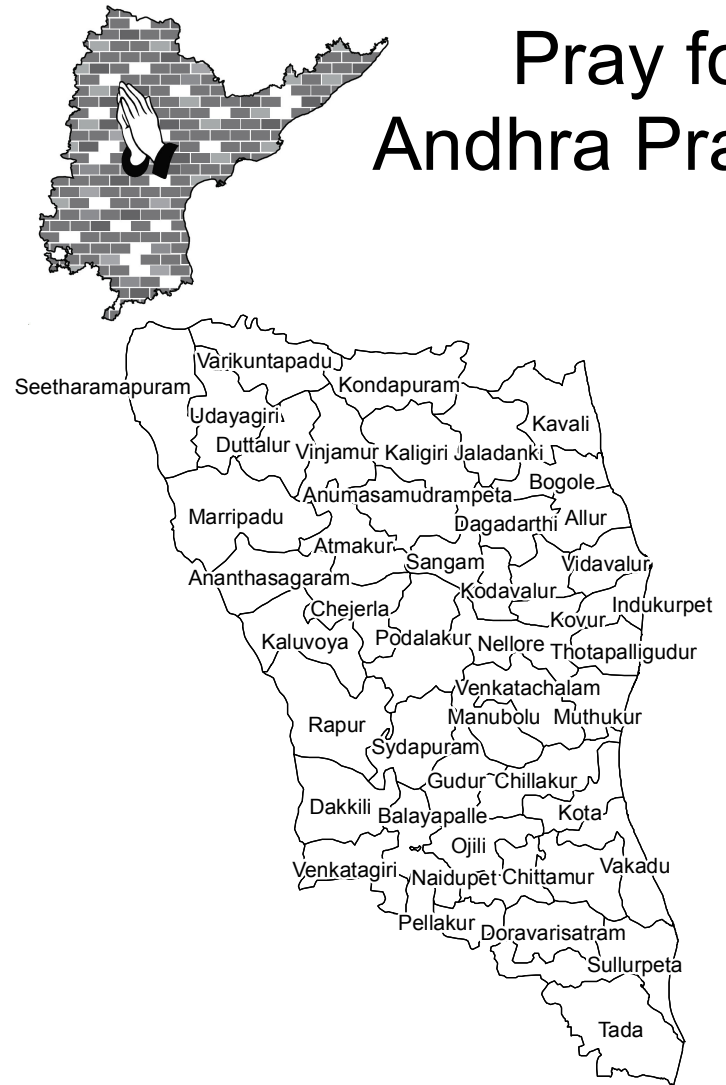 Pray fo
Andhra Pra
Varikuntapadu
Seetharamapuram
Kondapuram
Udayagiri
Kavali
Duttalur
Vinjamur
Kaligiri
Jaladanki
Bogole
Anumasamudrampeta
Marripadu
Dagadarthi
Allur
Atmakur
Sangam
Vidavalur
Ananthasagaram
Kodavalur
Chejerla
Indukurpet
Kovur
Kaluvoya
Podalakur
Nellore
Thotapalligudur
Venkatachalam
Rapur
Manubolu
Muthukur
Sydapuram
Gudur
Chillakur
Dakkili
Balayapalle
Kota
Ojili
Venkatagiri
Naidupet
Chittamur
Vakadu
Pellakur
Doravarisatram
Sullurpeta
Tada